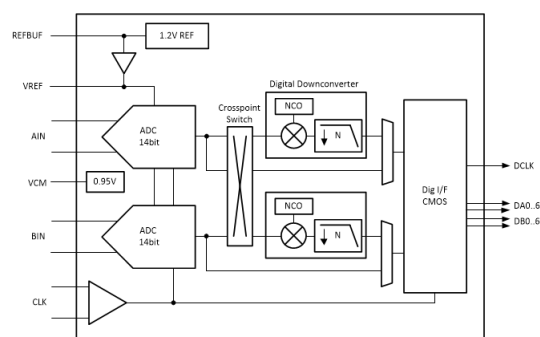 REFBUF
1.2V REF
VREF
Digital Downconverter
Crosspoint
Switch
NCO
AIN
ADC
14bit
N
VCM
0.95V
Dig I/F
CMOS
DCLK
DA0..6
DB0..6
NCO
BIN
ADC
14bit
N
CLK